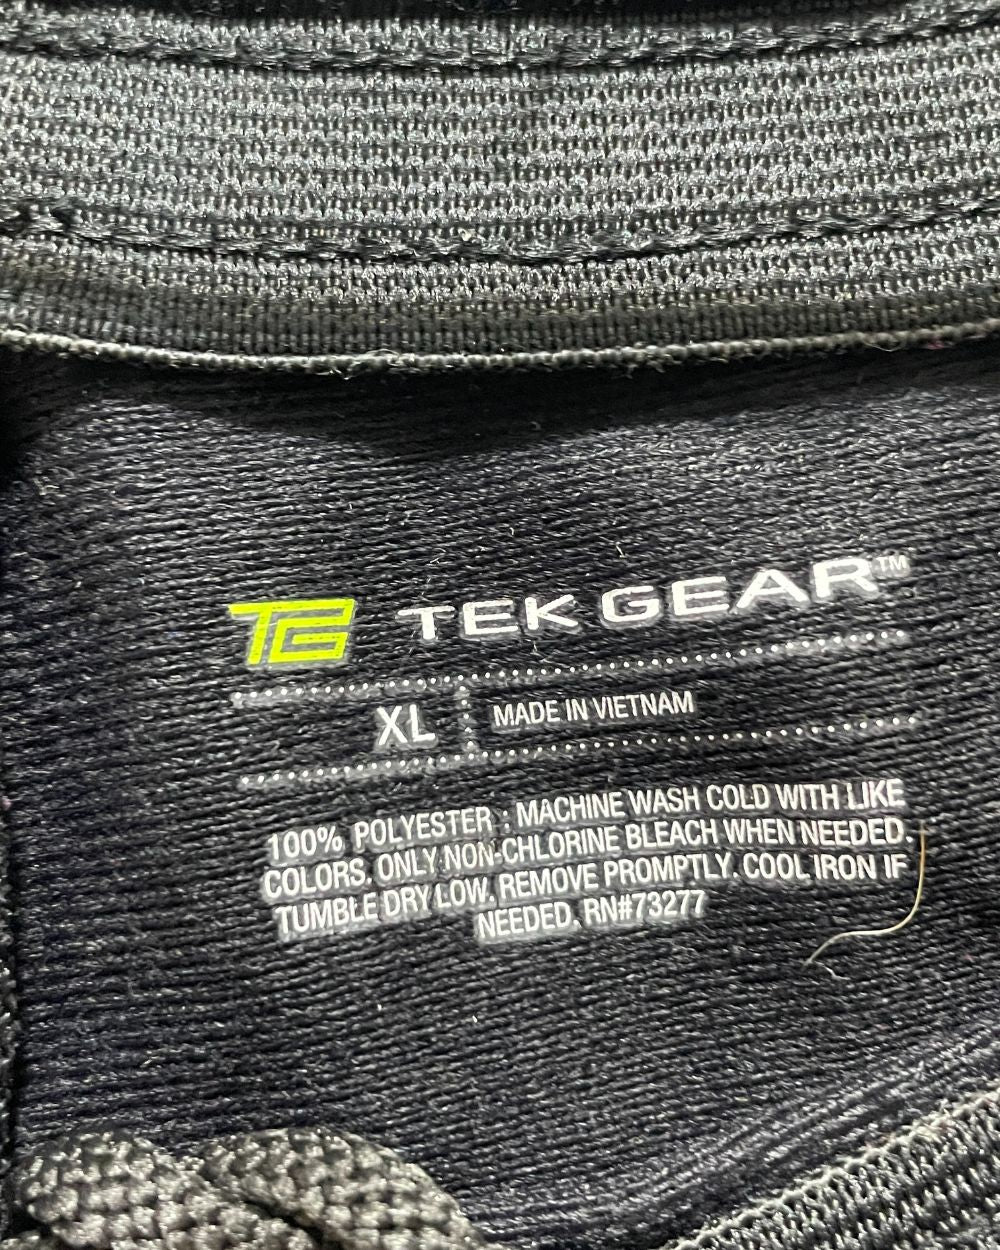 TG TEK GEAR™
XL MADE IN VIETNAM
100% POLYESTER : MACHINE WASH COLD WITH LIKE
COLORS. ONLY NON-CHLORINE BLEACH WHEN NEEDED.
TUMBLE DRY LOW. REMOVE PROMPTLY. COOL IRON IF
NEEDED. RN#73277